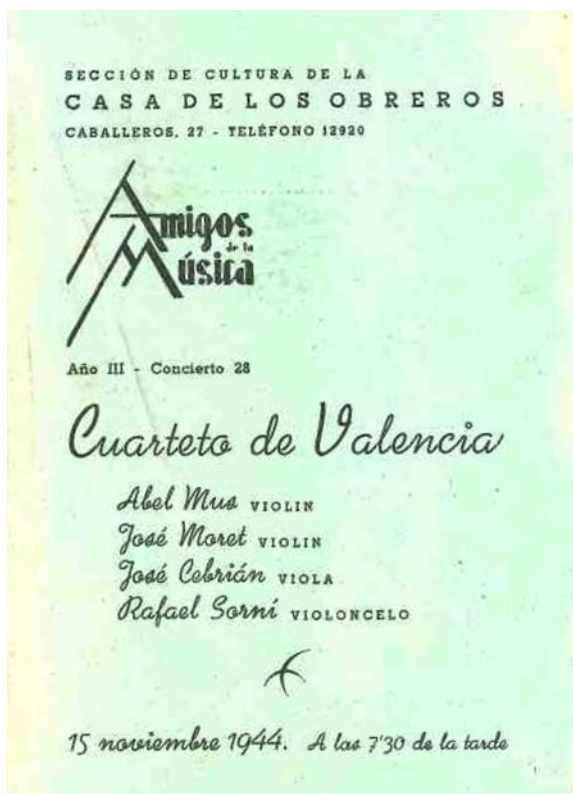 SECCIÓN DE CULTURA DE LA
CASA DE LOS OBREROS
CABALLEROS, 27 - TELÉFONO 12920
Amigos
de la
Música
Año III - Concierto 28
Cuarteto de Valencia
Abel Mus VIOLIN
José Moret VIOLIN
José Cebrián VIOLA
Rafael Sorní VIOLONCELO
15 noviembre 1944. A las 7'30 de la tarde